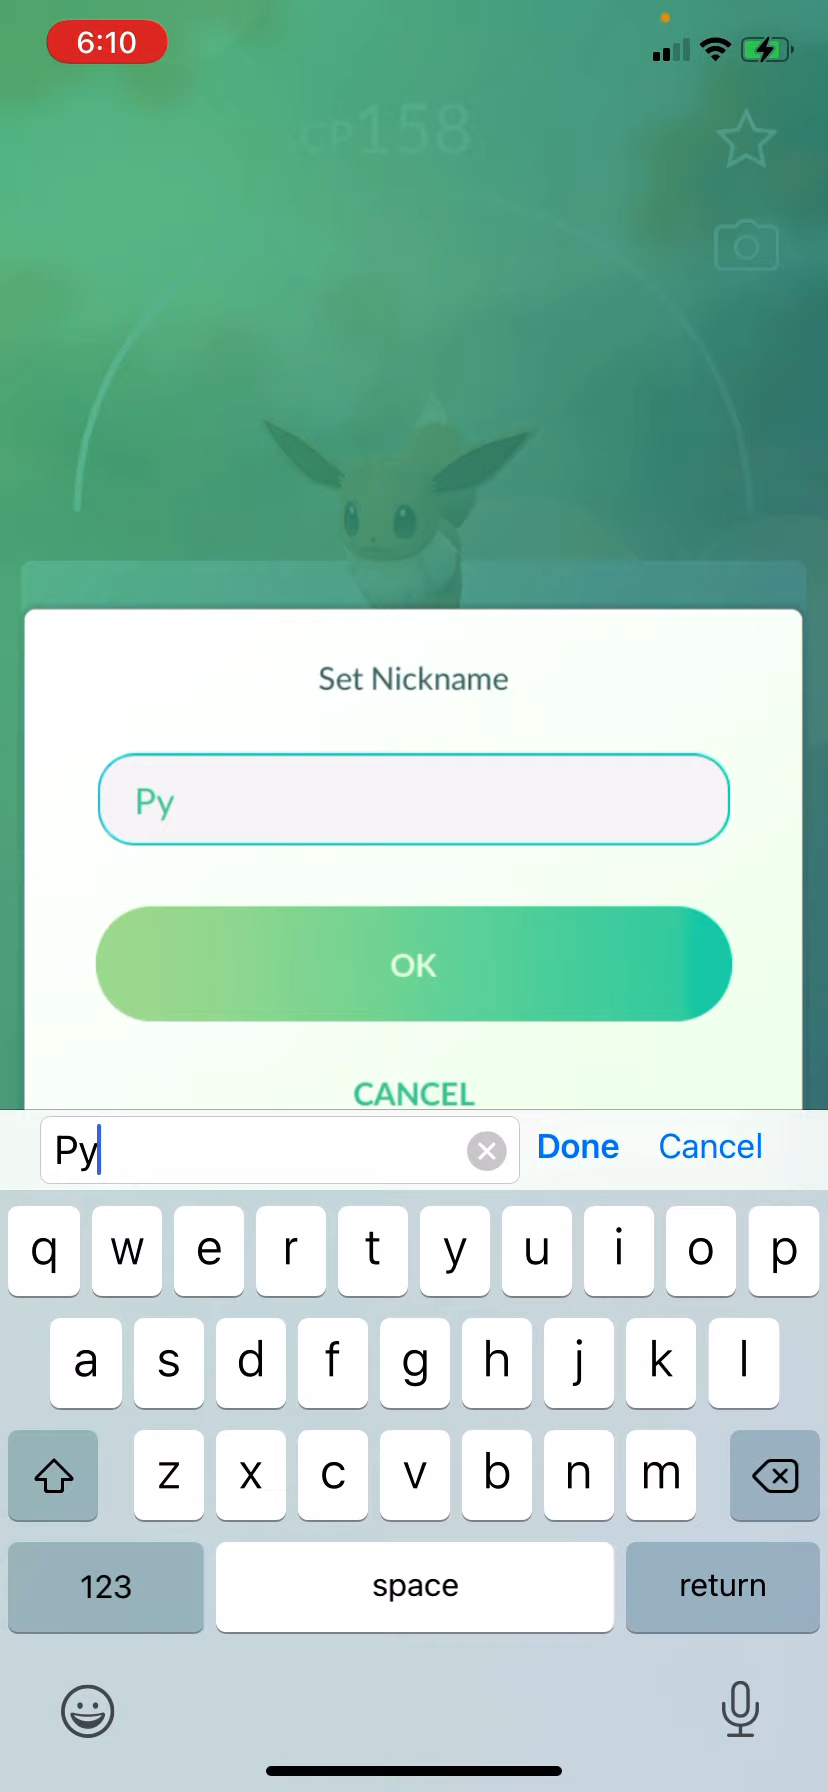 6:10
CP158
Set Nickname
Py
OK
CANCEL
Py Done Cancel
q w e r t y u i o p
a s d f g h j k l
z x c v b n m
123 space return